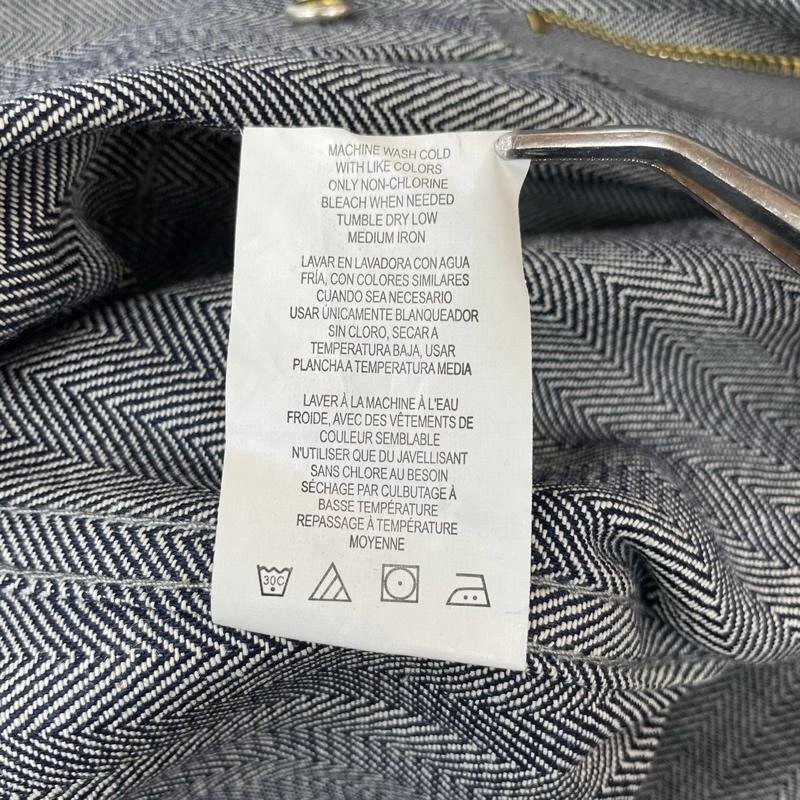 MACHINE WASH COLD
WITH LIKE COLORS
ONLY NON-CHLORINE
BLEACH WHEN NEEDED
TUMBLE DRY LOW
MEDIUM IRON
LAVAR EN LAVADORA CON AGUA
FRÍA, CON COLORES SIMILARES
CUANDO SEA NECESARIO
USAR ÚNICAMENTE BLANQUEADOR
SIN CLORO, SECAR A
TEMPERATURA BAJA, USAR
PLANCHA A TEMPERATURA MEDIA
LAVER À LA MACHINE À L'EAU
FROIDE, AVEC DES VÊTEMENTS DE
COULEUR SEMBLABLE
N'UTILISER QUE DU JAVELLISANT
SANS CHLORE AU BESOIN
SÉCHAGE PAR CULBUTAGE À
BASSE TEMPÉRATURE
REPASSAGE À TEMPÉRATURE
MOYENNE
30C